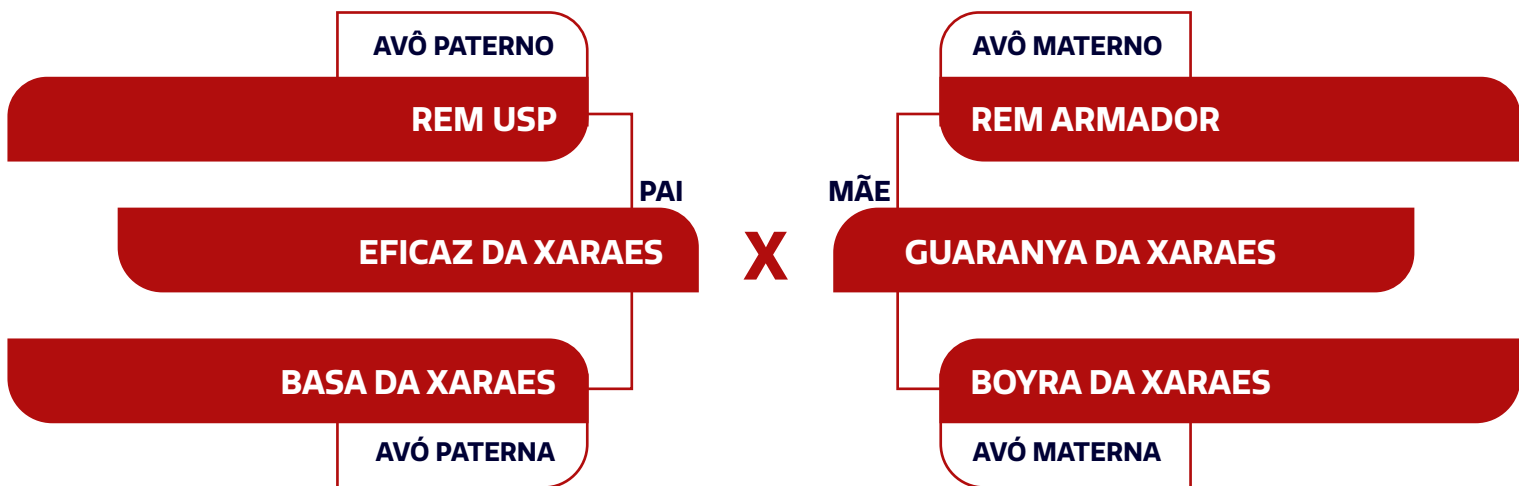 AVÔ PATERNO
REM USP
PAI
EFICAZ DA XARAES
BASA DA XARAES
AVÓ PATERNA
X
AVÔ MATERNO
REM ARMADOR
MÃE
GUARANYA DA XARAES
BOYRA DA XARAES
AVÓ MATERNA